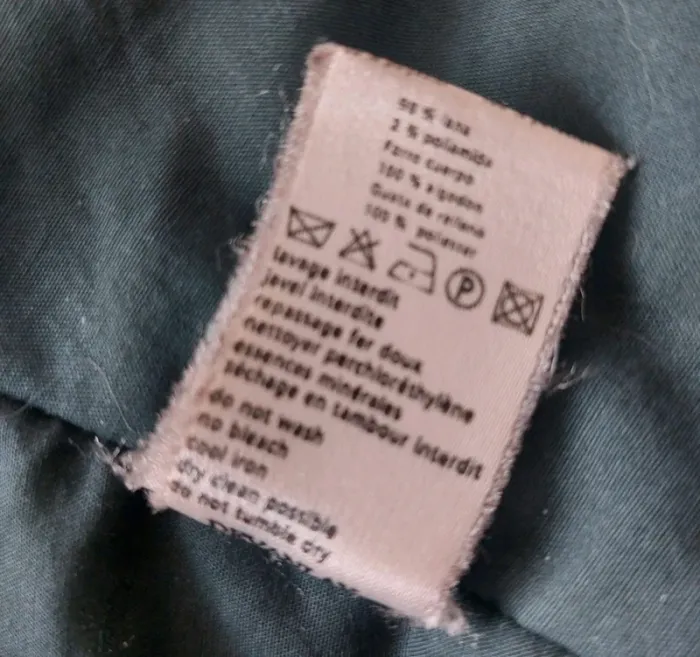 98 % lana
2 % poliamida
Forro cuerpo
100 % algodon
Guata de relleno
100 % poliester
P
lavage interdit
javel interdite
repassage fer doux
nettoyer perchloréthylène
essences minérales
séchage en tambour interdit
do not wash
no bleach
cool iron
dry clean possible
do not tumble dry